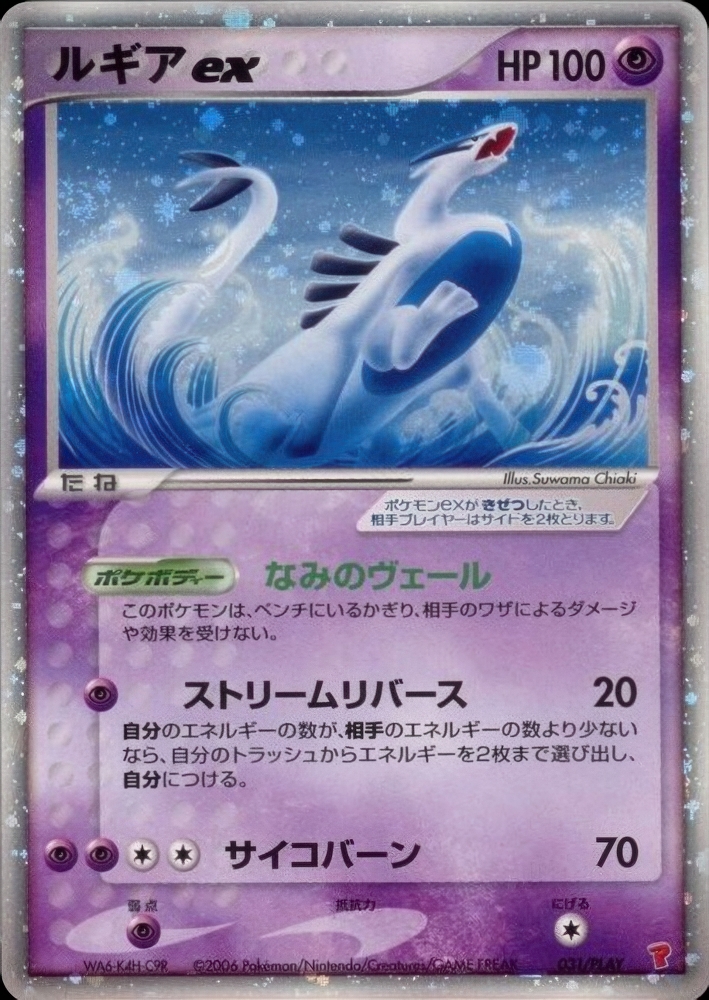 ルギアex HP100
たね
Illus.Suwama Chiaki
ポケモンexが きぜつしたとき、
相手プレイヤーはサイドを2枚とります。
ポケボディー なみのヴェール
このポケモンは、ベンチにいるかぎり、相手のワザによるダメージ
や効果を受けない。
ストリームリバース 20
自分のエネルギーの数が、相手のエネルギーの数より少ない
なら、自分のトラッシュからエネルギーを2枚まで選び出し、
自分につける。
サイコバーン 70
弱点 抵抗力 にげる
WA6-K4H-C9R ©2006 Pokémon/Nintendo/Creatures/GAME FREAK 031/PLAY P